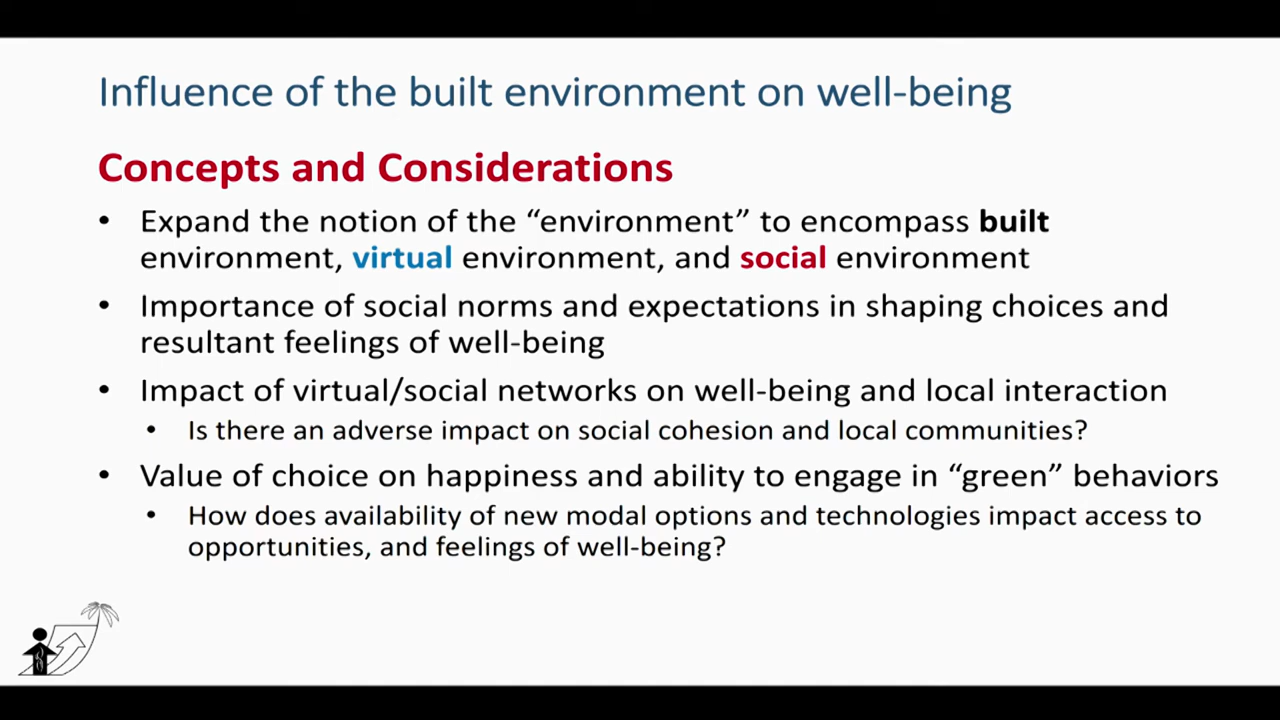 Influence of the built environment on well-being
Concepts and Considerations
• Expand the notion of the “environment” to encompass built
environment, virtual environment, and social environment
• Importance of social norms and expectations in shaping choices and
resultant feelings of well-being
• Impact of virtual/social networks on well-being and local interaction
• Is there an adverse impact on social cohesion and local communities?
• Value of choice on happiness and ability to engage in “green” behaviors
• How does availability of new modal options and technologies impact access to
opportunities, and feelings of well-being?